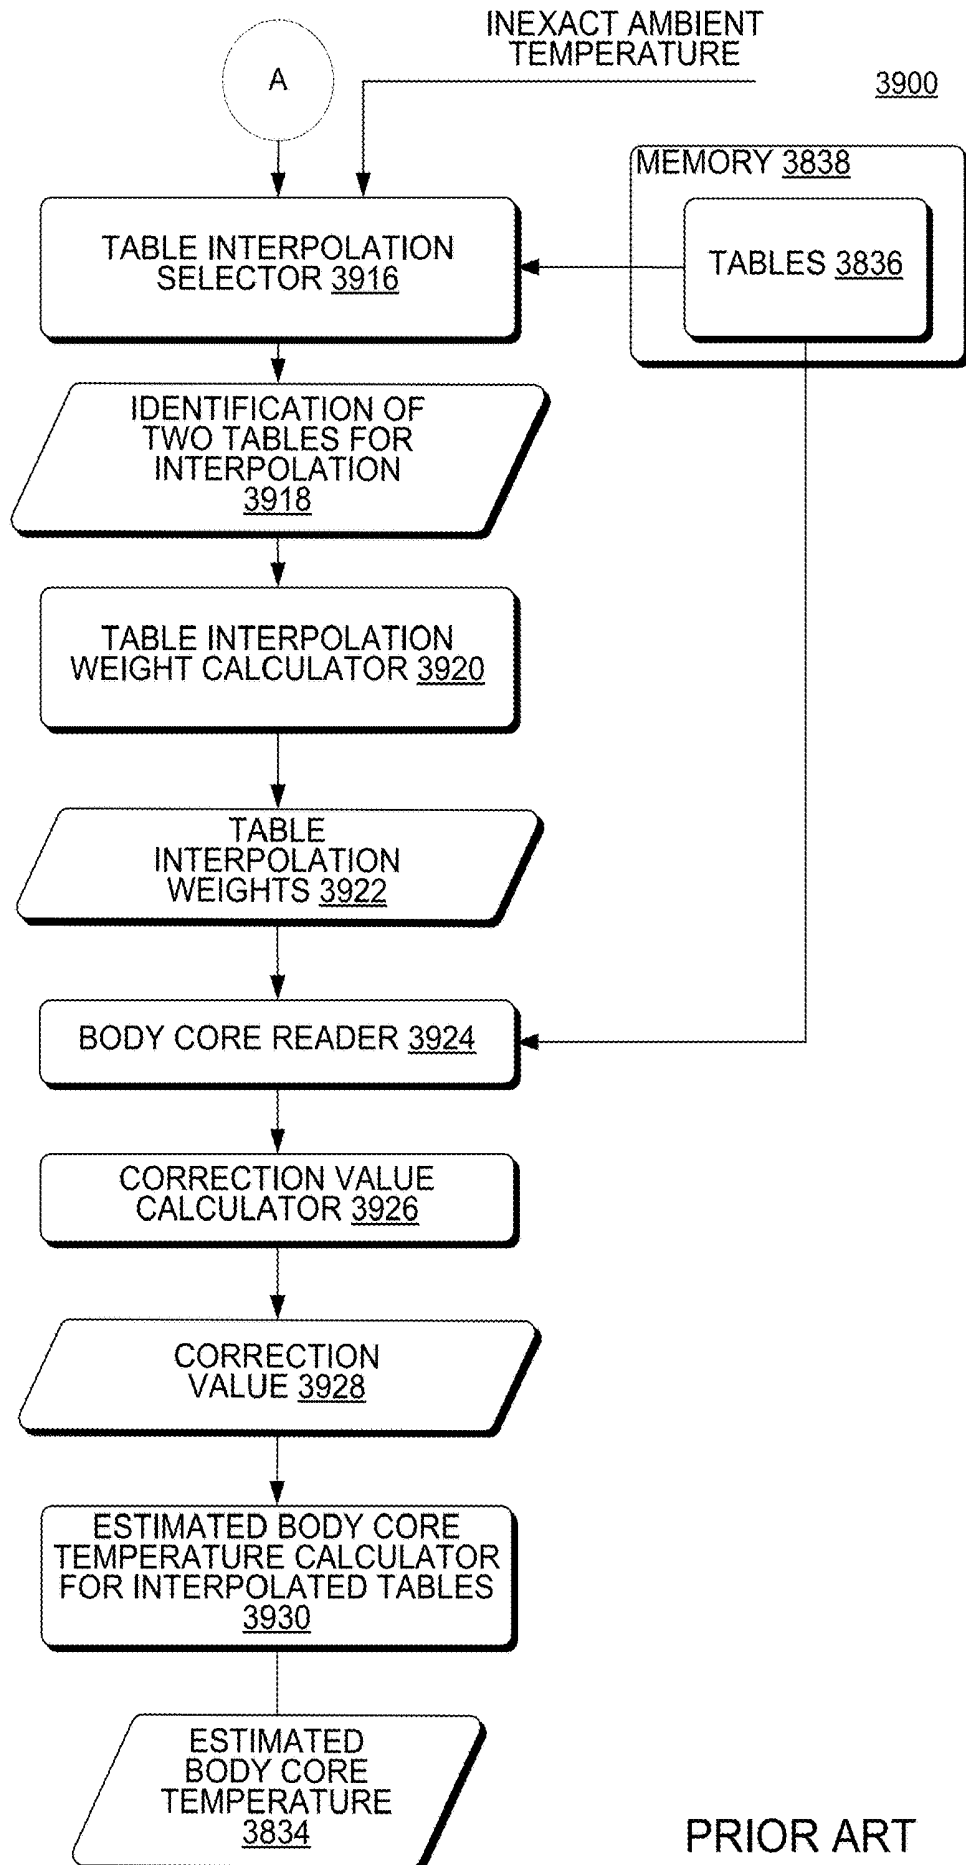 A
INEXACT AMBIENT
TEMPERATURE
3900
MEMORY 3838
TABLES 3836
TABLE INTERPOLATION
SELECTOR 3916
IDENTIFICATION OF
TWO TABLES FOR
INTERPOLATION
3918
TABLE INTERPOLATION
WEIGHT CALCULATOR 3920
TABLE
INTERPOLATION
WEIGHTS 3922
BODY CORE READER 3924
CORRECTION VALUE
CALCULATOR 3926
CORRECTION
VALUE 3928
ESTIMATED BODY CORE
TEMPERATURE CALCULATOR
FOR INTERPOLATED TABLES
3930
ESTIMATED
BODY CORE
TEMPERATURE
3834
PRIOR ART